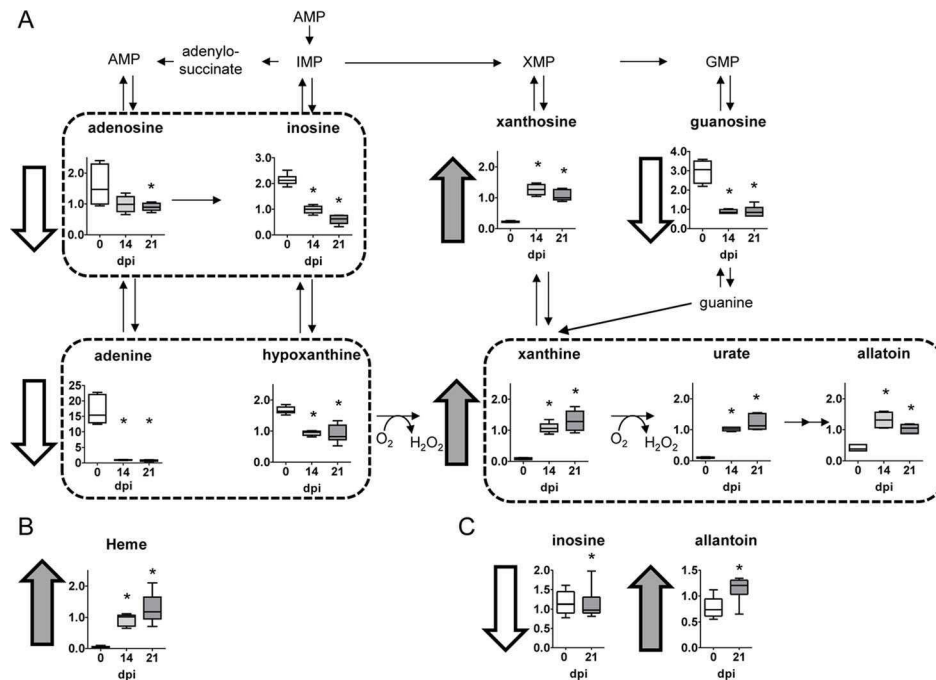 A
AMP
AMP
adenylo-
succinate
IMP
XMP
GMP
adenosine
inosine
xanthosine
guanosine
2.0
1.0
0.0
*
0 14 21
dpi
3.0
2.0
1.0
0.0
* *
0 14 21
dpi
2.0
1.0
0.0
* *
0 14 21
dpi
4.0
3.0
2.0
1.0
0.0
* *
0 14 21
dpi
guanine
adenine
hypoxanthine
xanthine
urate
allatoin
25
20
15
10
5
0
* *
0 14 21
dpi
2.0
1.0
0.0
* *
0 14 21
dpi
O2 H2O2
2.0
1.0
0.0
* *
0 14 21
dpi
O2 H2O2
2.0
1.0
0.0
* *
0 14 21
dpi
2.0
1.0
0.0
* *
0 14 21
dpi
B
Heme
2.0
1.0
0.0
* *
0 14 21
dpi
C
inosine
2.0
1.5
1.0
0.5
0.0
*
0 21
dpi
allantoin
1.5
1.0
0.5
0.0
*
0 21
dpi